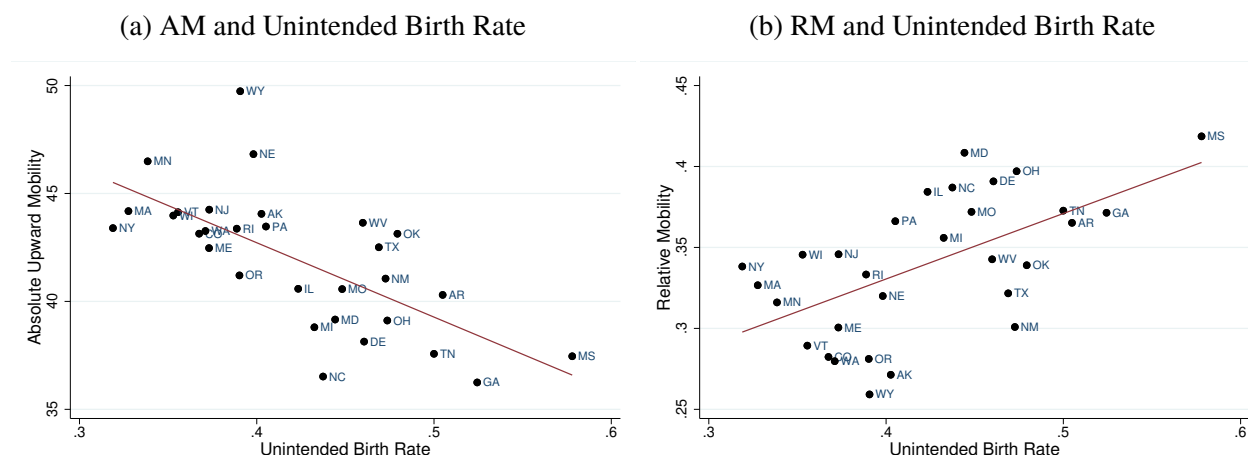 (a) AM and Unintended Birth Rate
Absolute Upward Mobility
50
45
40
35
WY
NE
MN
MA
VT
WI
NJ
AK
NY
CO
WA
RI
PA
ME
WV
OK
TX
OR
NM
IL
MO
AR
MD
OH
MI
DE
TN
MS
NC
GA
.3
.4
.5
.6
Unintended Birth Rate
(b) RM and Unintended Birth Rate
Relative Mobility
.45
.4
.35
.3
.25
MS
MD
OH
DE
NC
IL
MO
TN
GA
PA
AR
MI
WI
NJ
WV
NY
OK
RI
MA
TX
NE
MN
ME
NM
VT
CO
WA
OR
AK
WY
.3
.4
.5
.6
Unintended Birth Rate